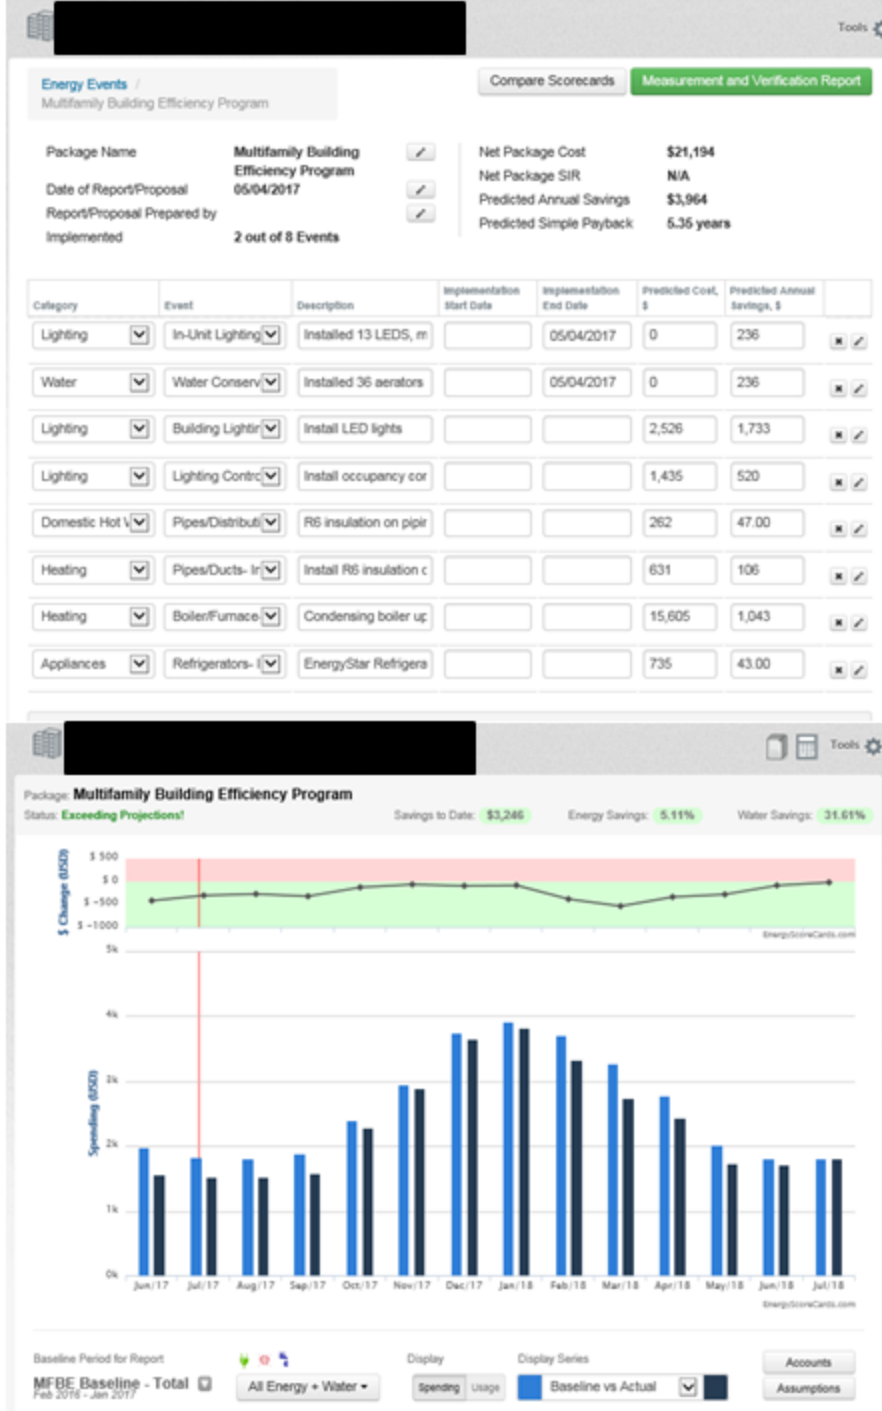 Tools
Energy Events /
Multifamily Building Efficiency Program
Compare Scorecards
Measurement and Verification Report
Package Name Multifamily Building Efficiency Program
Date of Report/Proposal 05/04/2017
Report/Proposal Prepared by
Implemented 2 out of 8 Events
Net Package Cost $21,194
Net Package SIR N/A
Predicted Annual Savings $3,964
Predicted Simple Payback 5.35 years
Category Event Description Implementation Start Date Implementation End Date Predicted Cost, $ Predicted Annual Savings, $
Lighting In-Unit Lighting Installed 13 LEDS, m 05/04/2017 0 236
Water Water Conserv Installed 36 aerators 05/04/2017 0 236
Lighting Building Lightin Install LED lights 2,526 1,733
Lighting Lighting Contro Install occupancy cor 1,435 520
Domestic Hot Pipes/Distributi R6 insulation on pipir 262 47.00
Heating Pipes/Ducts- Ir Install R6 insulation c 631 106
Heating Boiler/Furnace- Condensing boiler up 15,605 1,043
Appliances Refrigerators- EnergyStar Refrigera 735 43.00
Tools
Package: Multifamily Building Efficiency Program
Status: Exceeding Projections!
Savings to Date: $3,246
Energy Savings: 5.11%
Water Savings: 31.61%
$ Change (USD)
$ 500
$ 0
$ -500
$ -1000
EnergyScoreCards.com
Spending (USD)
5k
4k
3k
2k
1k
0k
Jun/17 Jul/17 Aug/17 Sep/17 Oct/17 Nov/17 Dec/17 Jan/18 Feb/18 Mar/18 Apr/18 May/18 Jun/18 Jul/18
EnergyScoreCards.com
Baseline Period for Report
MFBE Baseline - Total
Feb 2016 - Jan 2017
All Energy + Water
Display
Spending Usage
Display Series
Baseline vs Actual
Accounts
Assumptions